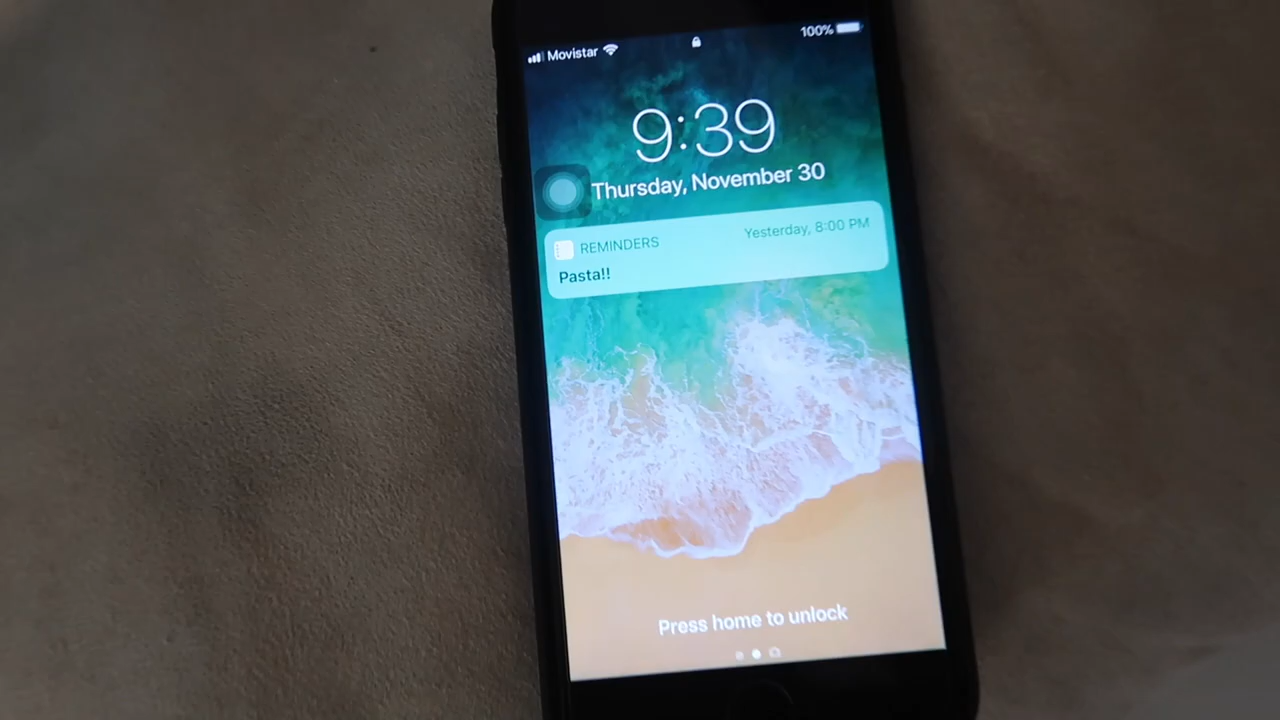 Movistar 100%
9:39
Thursday, November 30
REMINDERS Yesterday, 8:00 PM
Pasta!!
Press home to unlock